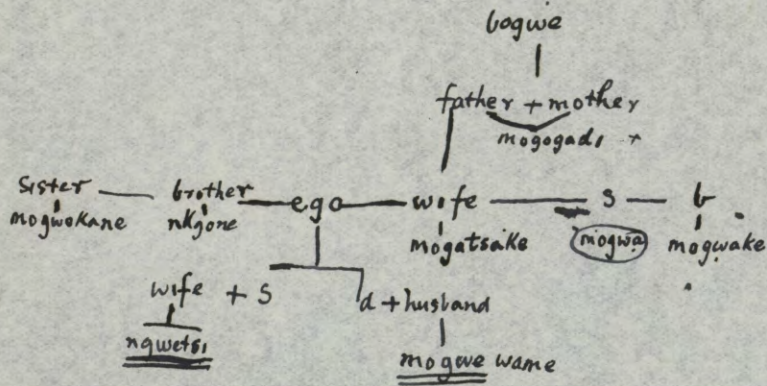 bogwe
father + mother
mogogadi +
sister brother ego wife s b
mogwokane nkgone mogatsake mogwa mogwake
wife + s d + husband
ngwetsi mogwe wame